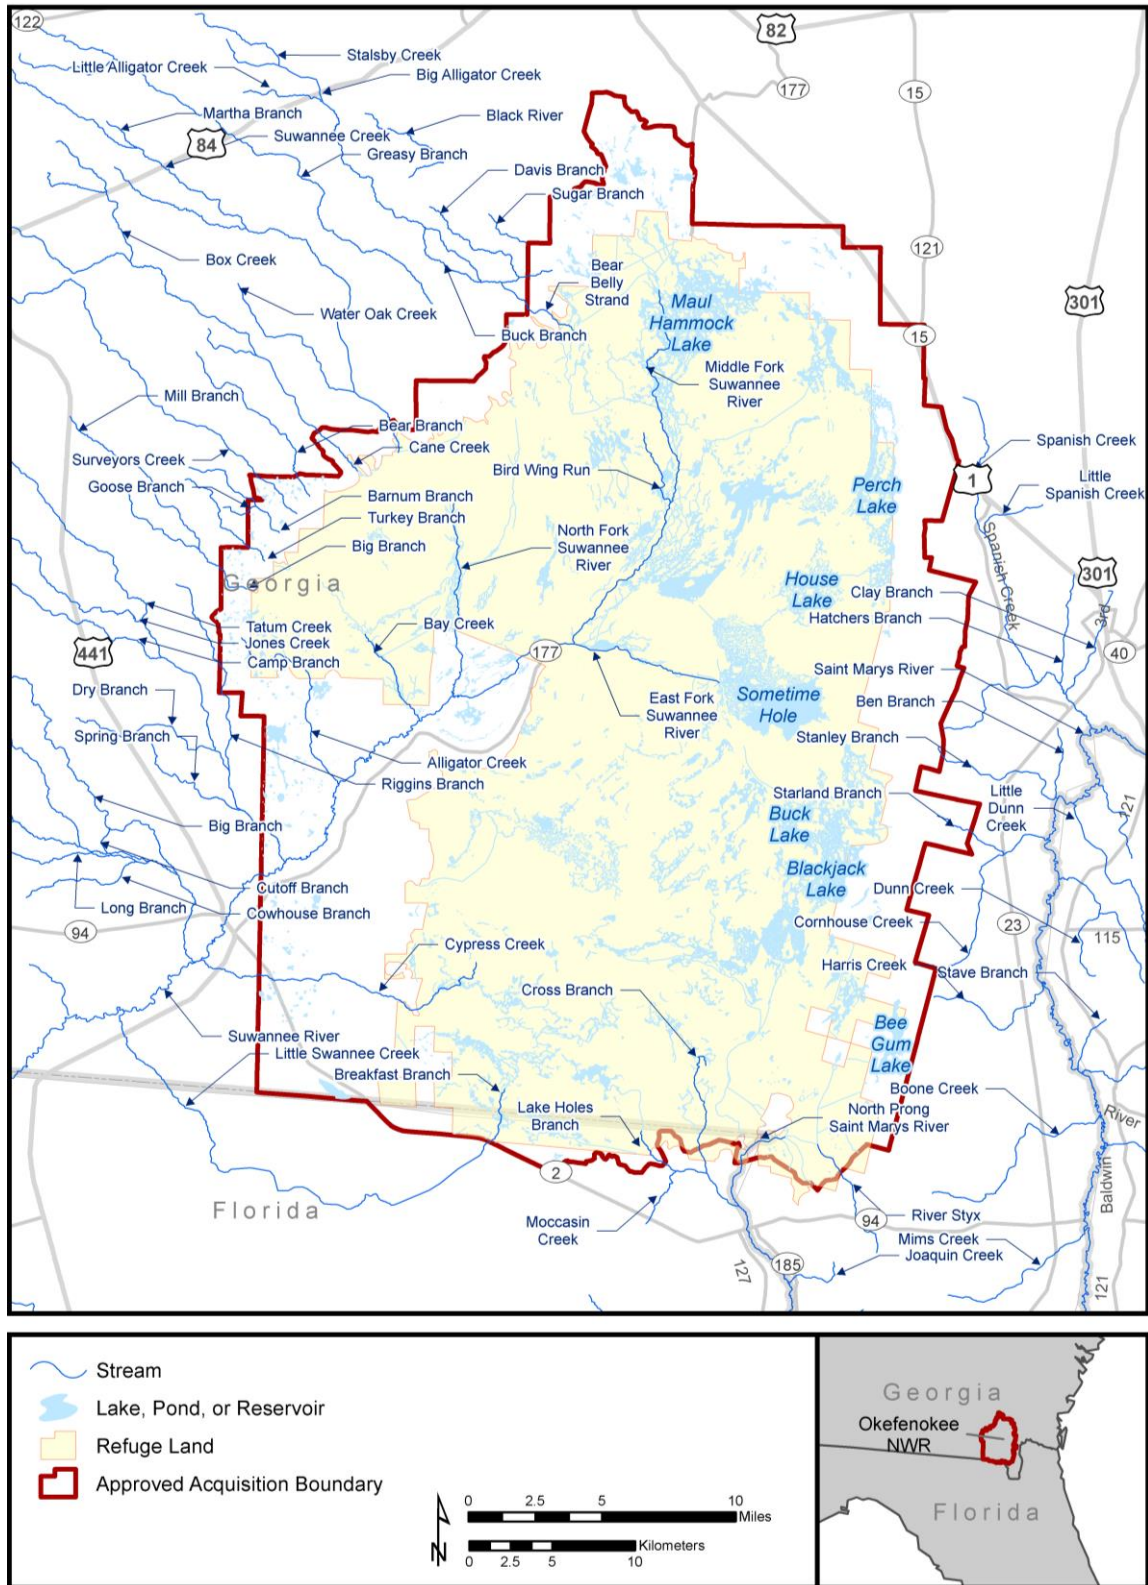 122
82
Stalsby Creek
Little Alligator Creek
Big Alligator Creek
177
15
Martha Branch
Black River
84
Suwannee Creek
Greasy Branch
Davis Branch
Sugar Branch
121
Box Creek
Bear
Belly
Strand
Water Oak Creek
Maul
Hammock
Lake
301
Buck Branch
15
Middle Fork
Suwannee
River
Mill Branch
Bear Branch
Cane Creek
Spanish Creek
Surveyors Creek
Bird Wing Run
1
Little
Spanish Creek
Goose Branch
Barnum Branch
Perch
Lake
Turkey Branch
North Fork
Suwannee
River
Spanish Creek
Big Branch
Georgia
House
Lake
301
Clay Branch
3rd
Hatchers Branch
Tatum Creek
Bay Creek
Jones Creek
177
40
441
Camp Branch
Saint Marys River
Dry Branch
East Fork
Suwannee
River
Sometime
Hole
Ben Branch
Spring Branch
Stanley Branch
Alligator Creek
Riggins Branch
Starland Branch
Little
Dunn
Creek
121
Big Branch
Buck
Lake
Blackjack
Lake
Cutoff Branch
Dunn Creek
Long Branch
Cowhouse Branch
94
Cornhouse Creek
23
115
Cypress Creek
Harris Creek
Stave Branch
Cross Branch
Suwannee River
Bee
Gum
Lake
Little Swannee Creek
Breakfast Branch
Boone Creek
Lake Holes
Branch
North Prong
Saint Marys River
River
2
Baldwin
Florida
Moccasin
Creek
94
River Styx
Mims Creek
Joaquin Creek
127
185
121
Stream
Lake, Pond, or Reservoir
Refuge Land
Approved Acquisition Boundary
N
0 2.5 5 10
Miles
Kilometers
0 2.5 5 10
Georgia
Okefenokee
NWR
Florida